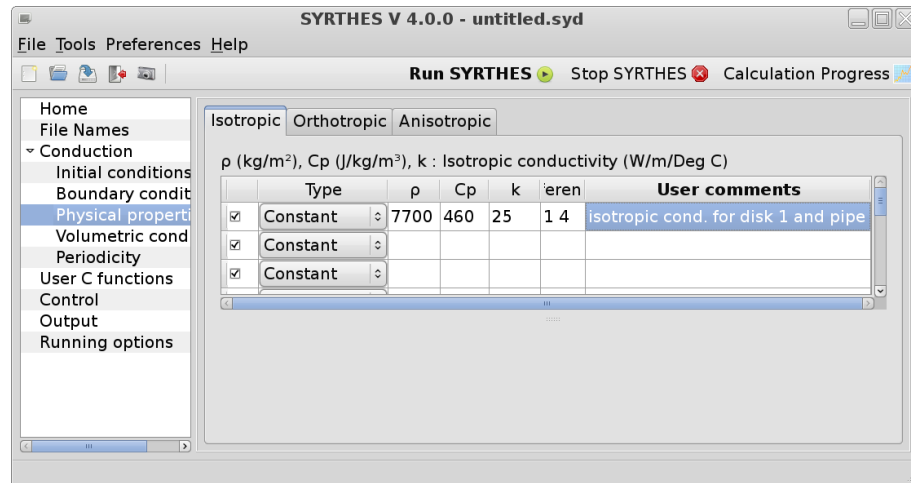 SYRTHES V 4.0.0 - untitled.syd
File Tools Preferences Help
Run SYRTHES Stop SYRTHES Calculation Progress
Home
File Names
Conduction
Initial conditions
Boundary condit
Physical properti
Volumetric cond
Periodicity
User C functions
Control
Output
Running options
Isotropic Orthotropic Anisotropic
ρ (kg/m²), Cp (J/kg/m³), k : Isotropic conductivity (W/m/Deg C)
Type ρ Cp k eren User comments
Constant 7700 460 25 1 4 isotropic cond. for disk 1 and pipe
Constant
Constant